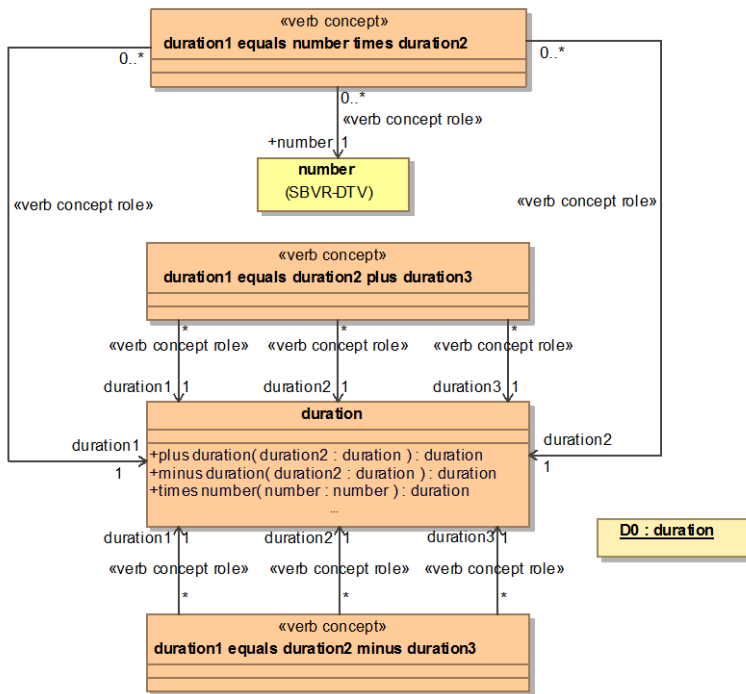 «verb concept»
duration1 equals number times duration2
0..*
0..*
0..*
«verb concept role»
+number 1
number
(SBVR-DTV)
«verb concept role»
«verb concept role»
«verb concept»
duration1 equals duration2 plus duration3
* * *
«verb concept role» «verb concept role» «verb concept role»
duration1 1 duration2 1 duration3 1
duration
duration1
1
duration2
1
+plus duration( duration2 : duration ) : duration
+minus duration( duration2 : duration ) : duration
+times number( number : number ) : duration
...
D0 : duration
duration1 1 duration2 1 duration3 1
«verb concept role» «verb concept role» «verb concept role»
* * *
«verb concept»
duration1 equals duration2 minus duration3